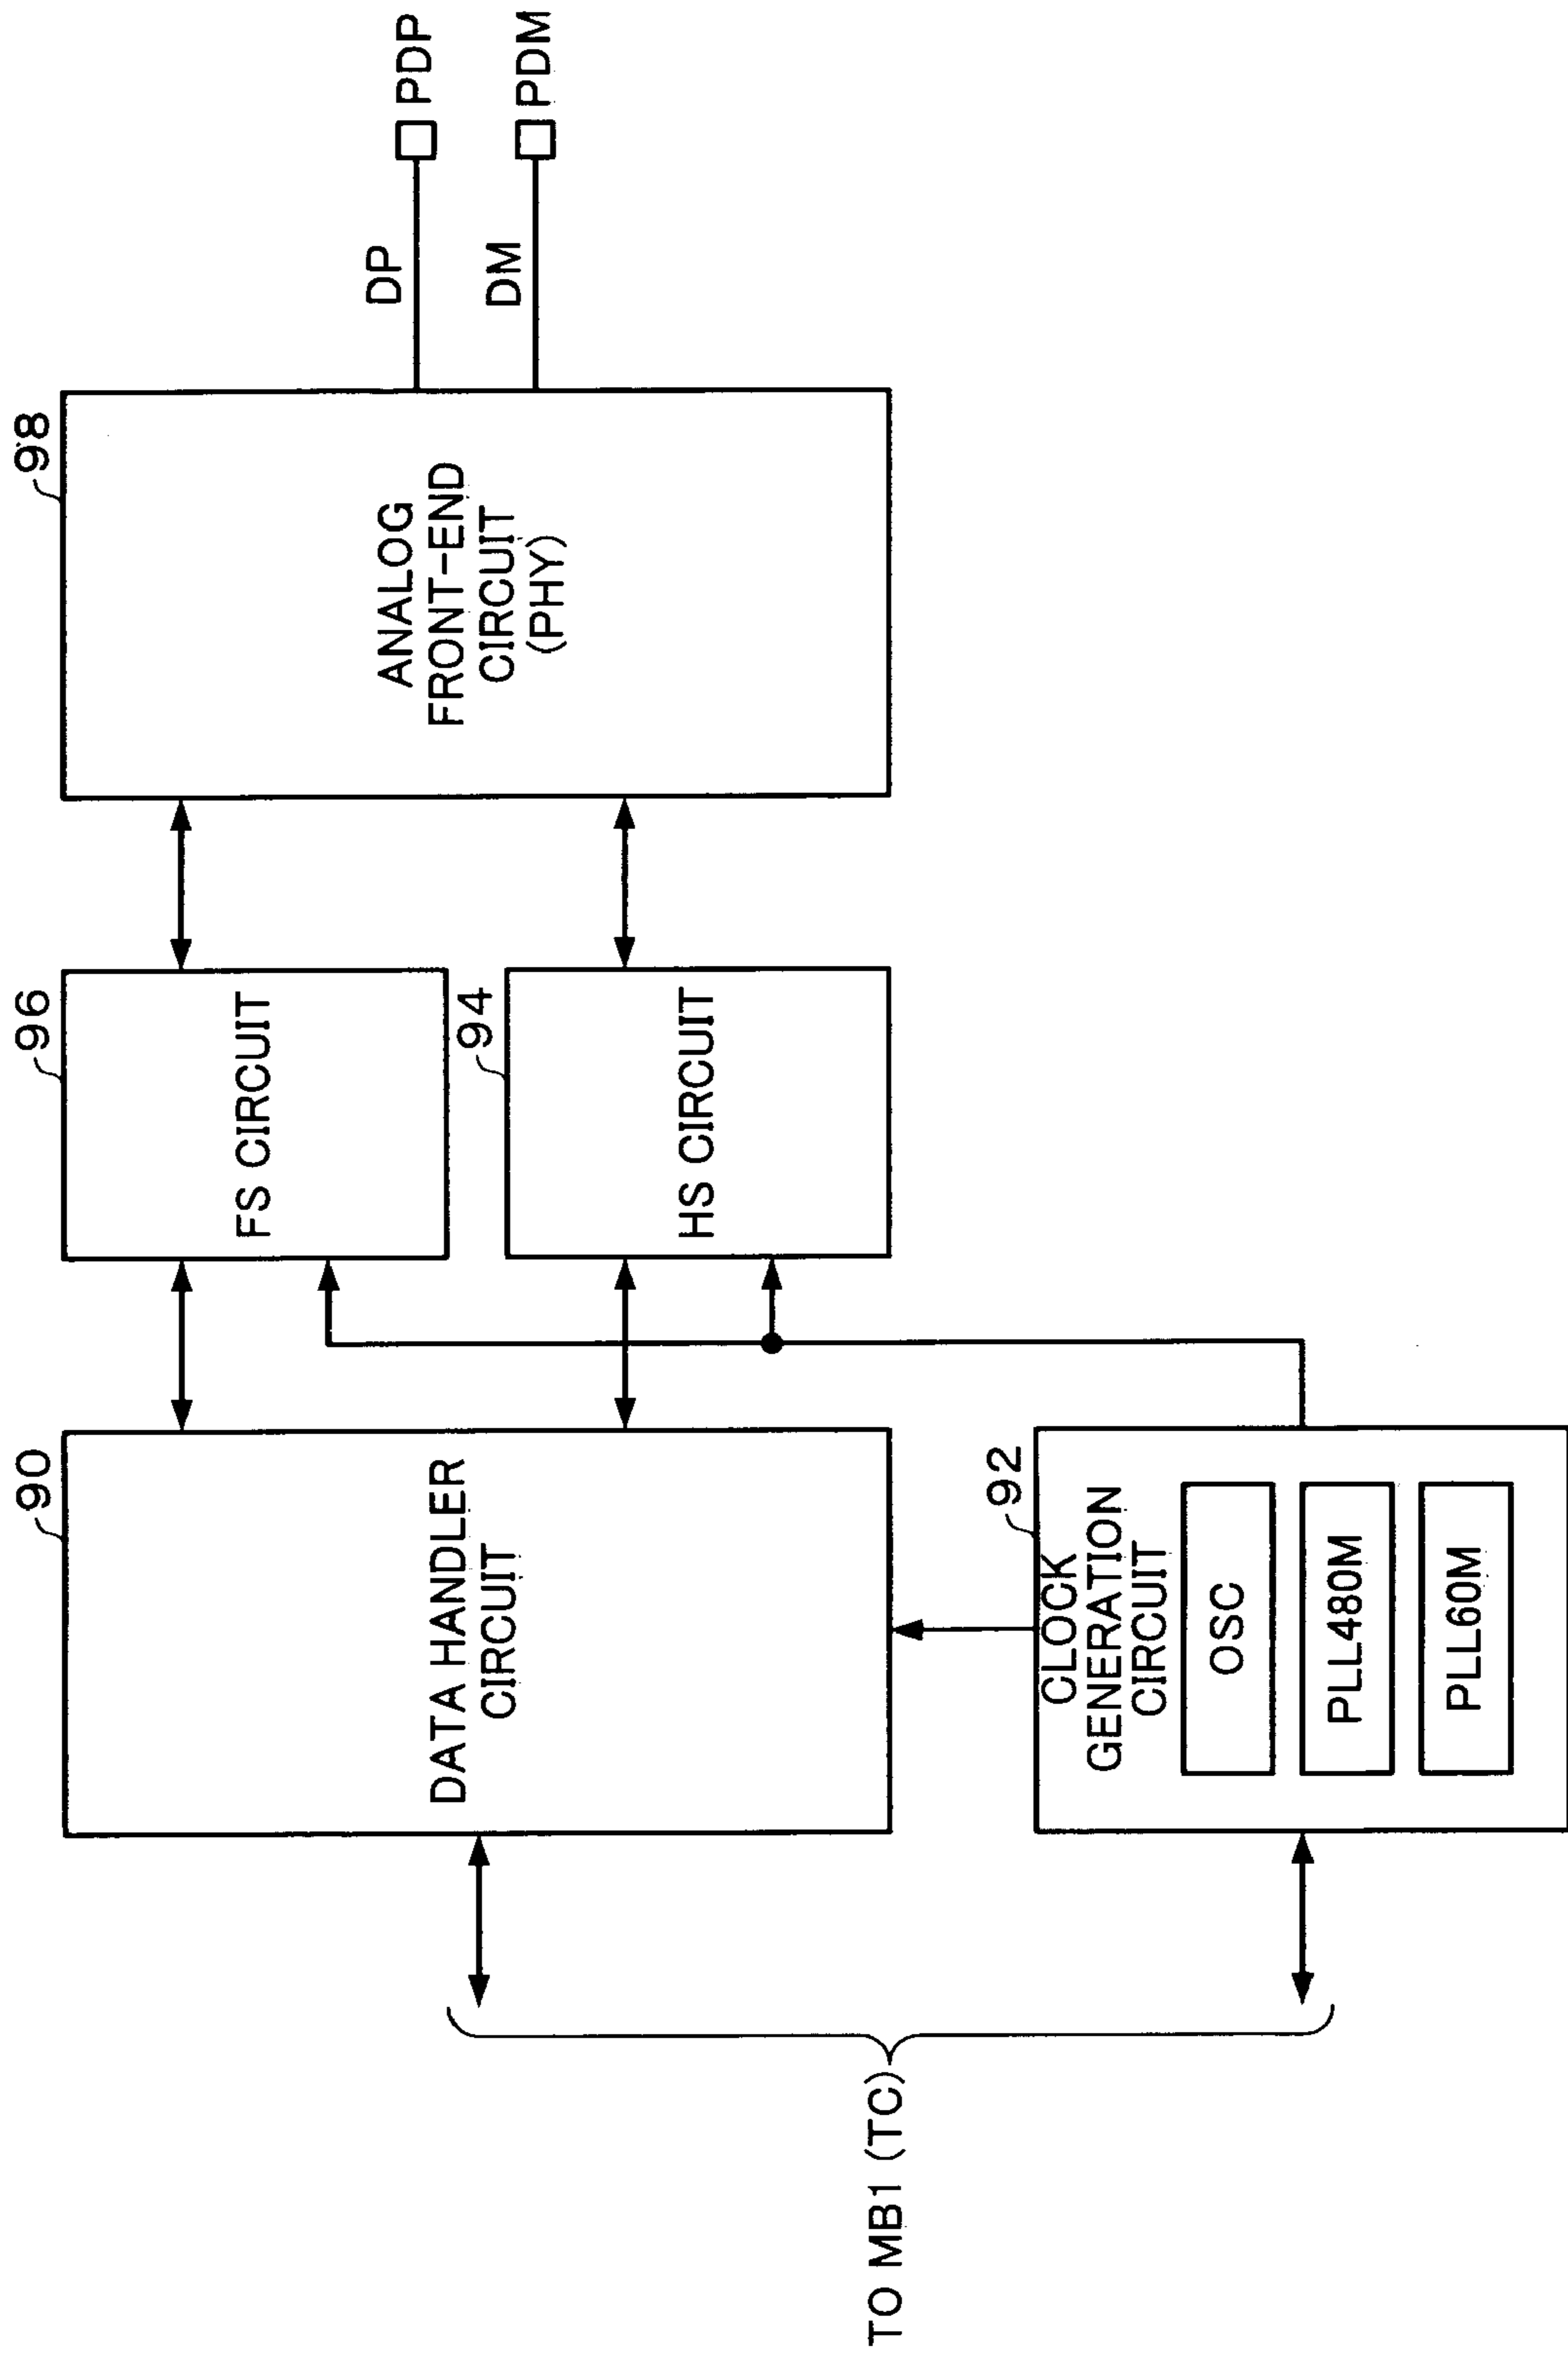 90
DATA HANDLER
CIRCUIT
96
FS CIRCUIT
98
ANALOG
FRONT-END
CIRCUIT
(PHY)
DP
PDP
DM
PDM
94
HS CIRCUIT
TO MB1 (TC)
92
CLOCK
GENERATION
CIRCUIT
OSC
PLL480M
PLL60M